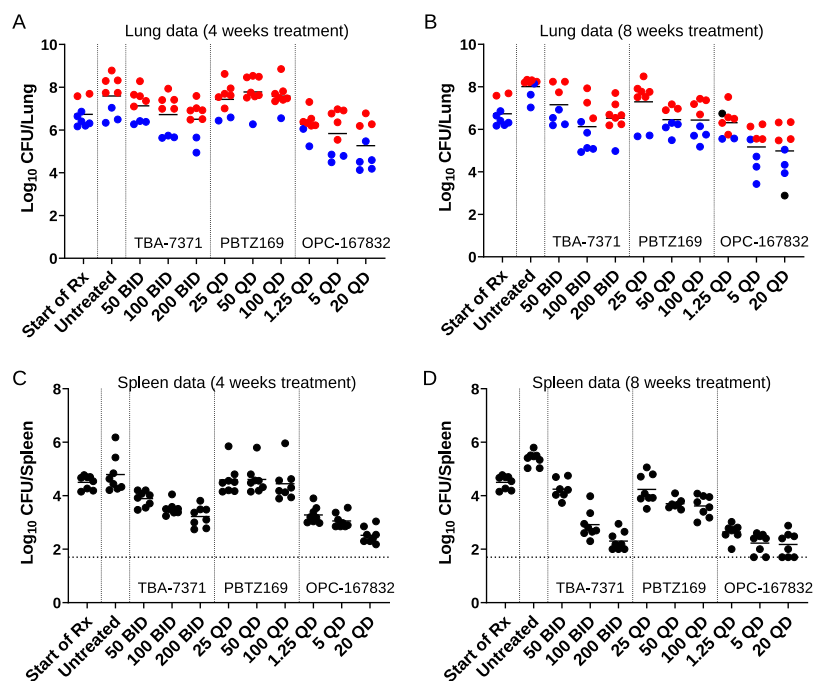 A
Lung data (4 weeks treatment)
Log10 CFU/Lung
10
8
6
4
2
0
TBA-7371
PBTZ169
OPC-167832
Start of Rx
Untreated
50 BID
100 BID
200 BID
25 QD
50 QD
100 QD
1.25 QD
5 QD
20 QD
B
Lung data (8 weeks treatment)
Log10 CFU/Lung
10
8
6
4
2
0
TBA-7371
PBTZ169
OPC-167832
Start of Rx
Untreated
50 BID
100 BID
200 BID
25 QD
50 QD
100 QD
1.25 QD
5 QD
20 QD
C
Spleen data (4 weeks treatment)
Log10 CFU/Spleen
8
6
4
2
0
TBA-7371
PBTZ169
OPC-167832
Start of Rx
Untreated
50 BID
100 BID
200 BID
25 QD
50 QD
100 QD
1.25 QD
5 QD
20 QD
D
Spleen data (8 weeks treatment)
Log10 CFU/Spleen
8
6
4
2
0
TBA-7371
PBTZ169
OPC-167832
Start of Rx
Untreated
50 BID
100 BID
200 BID
25 QD
50 QD
100 QD
1.25 QD
5 QD
20 QD